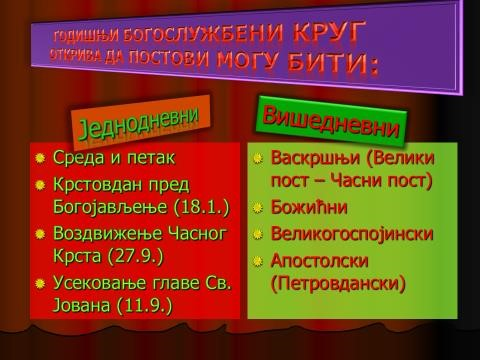 ГОДИШЊИ БОГОСЛУЖБЕНИ КРУГ
ОТКРИВА ДА ПОСТОВИ МОГУ БИТИ:
Једнодневни
Среда и петак
Крстовдан пред
Богојављење (18.1.)
Воздвижење Часног
Крста (27.9.)
Усековање главе Св.
Јована (11.9.)
Вишедневни
Васкршњи (Велики
пост – Часни пост)
Божићни
Великогоспојински
Апостолски
(Петровдански)